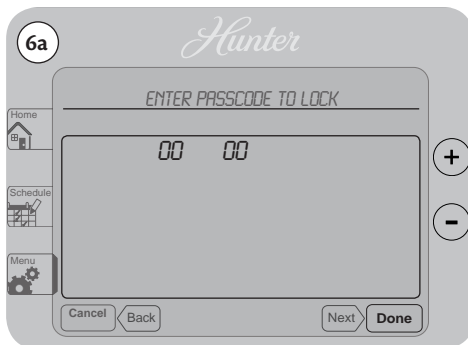 6a
Hunter
ENTER PASSCODE TO LOCK
Home
00 00
+
Schedule
-
Menu
Cancel Back Next Done